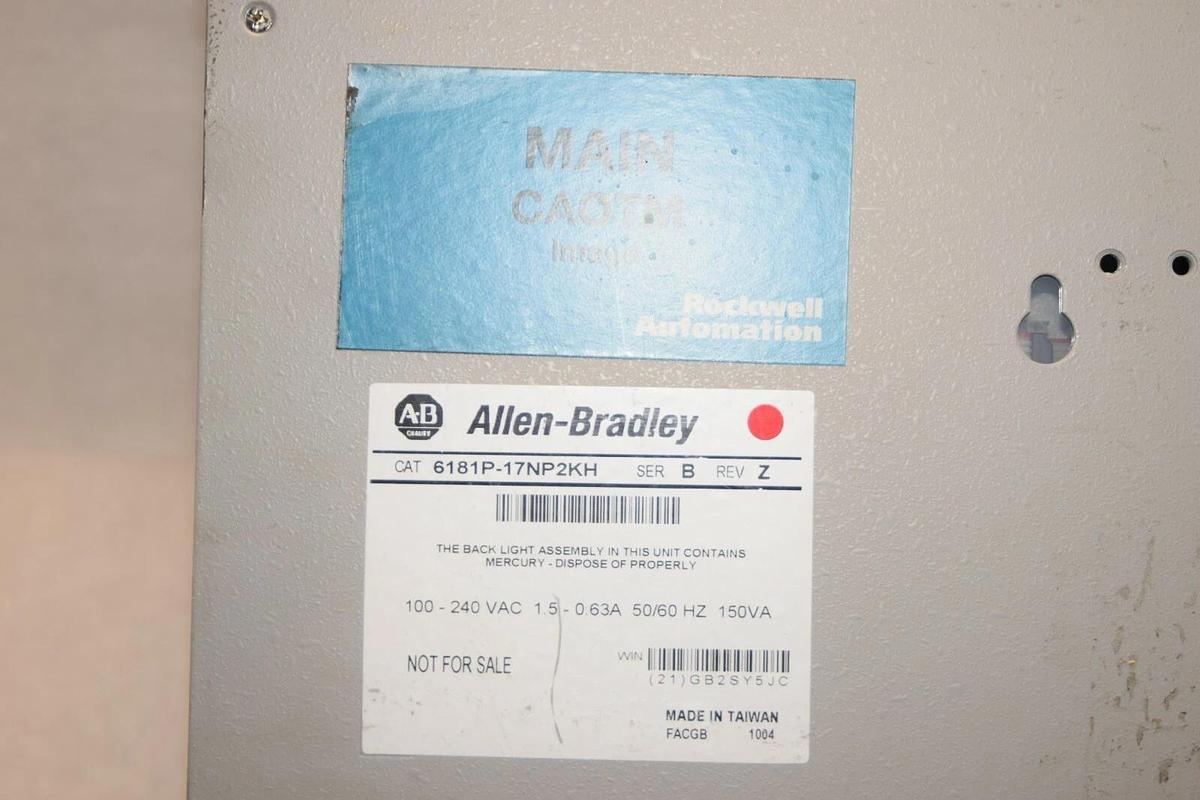 MAIN
CAOTM
Image
Rockwell
Automation
A-B
QUALITY
Allen-Bradley
CAT 6181P-17NP2KH SER B REV Z
THE BACK LIGHT ASSEMBLY IN THIS UNIT CONTAINS
MERCURY - DISPOSE OF PROPERLY
100 - 240 VAC 1.5 - 0.63A 50/60 HZ 150VA
NOT FOR SALE
WIN
(21)GB2SY5JC
MADE IN TAIWAN
FACGB 1004